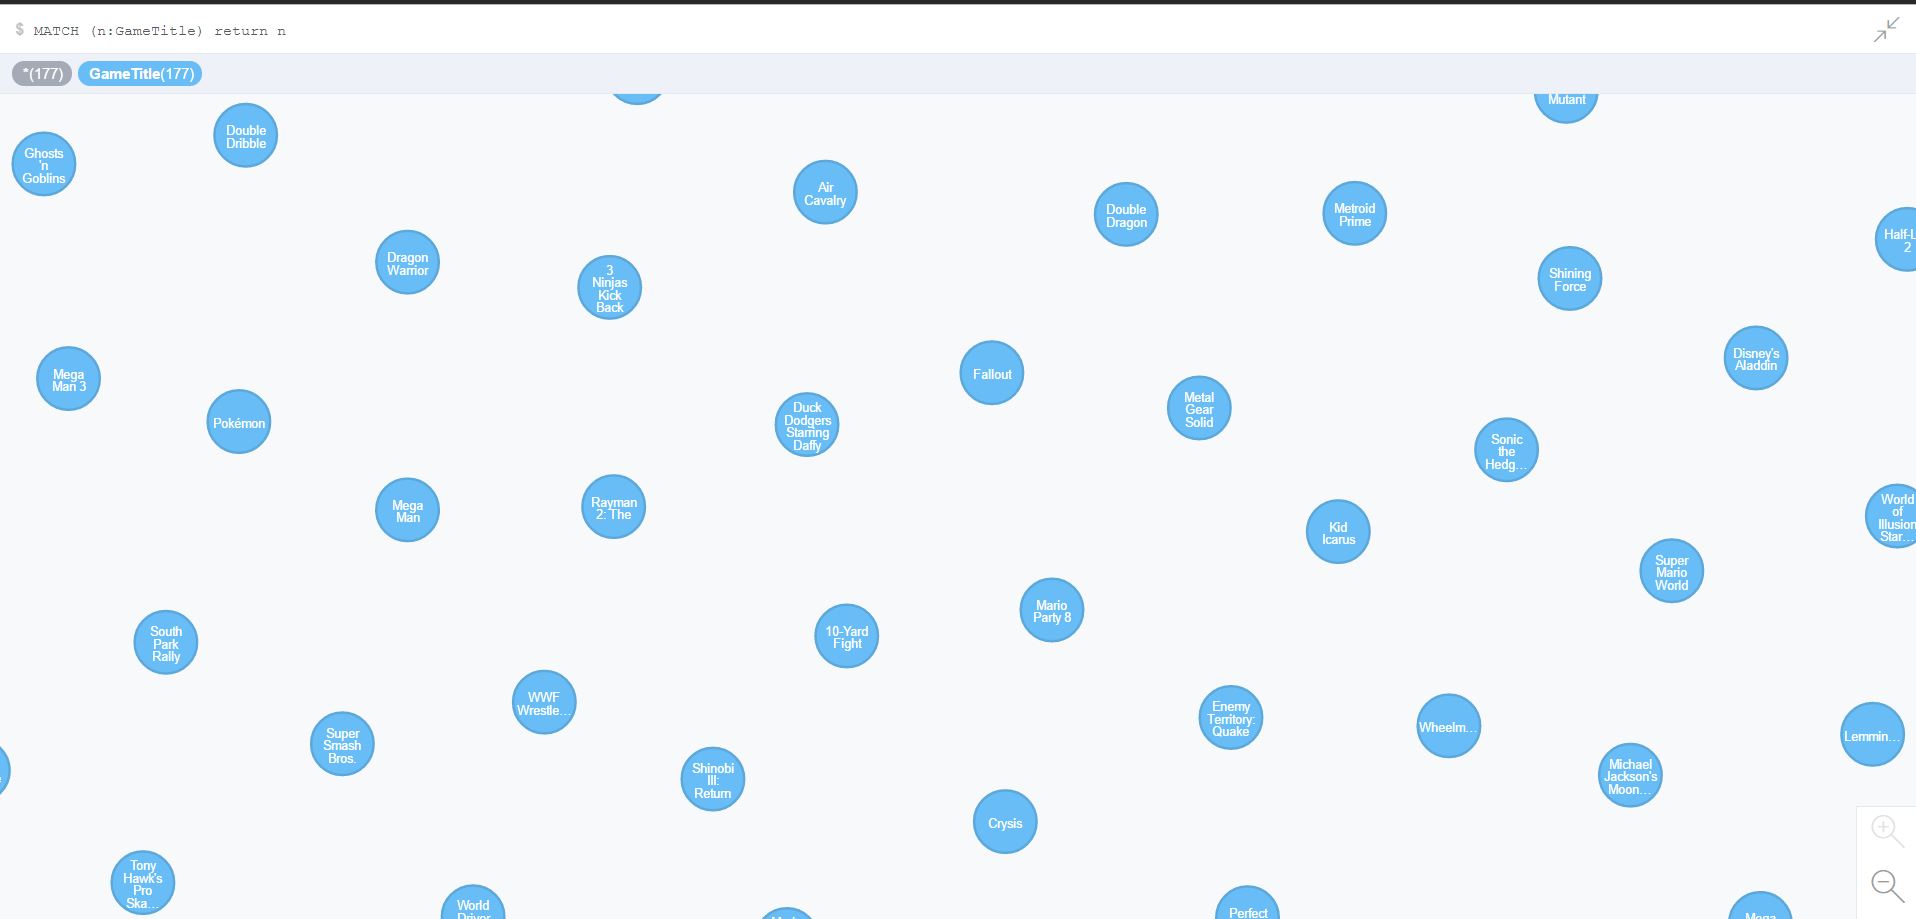 $ MATCH (n:GameTitle) return n
*(177) GameTitle(177)
Mutant
Double
Dribble
Ghosts
'n
Goblins
Air
Cavalry
Double
Dragon
Metroid
Prime
Half-L
2
Dragon
Warrior
3
Ninjas
Kick
Back
Shining
Force
Disney's
Aladdin
Mega
Man 3
Fallout
Pokémon
Duck
Dodgers
Starring
Daffy
Metal
Gear
Solid
Sonic
the
Hedg...
Mega
Man
Rayman
2: The
Kid
Icarus
World
of
Illusion
Star...
Super
Mario
World
South
Park
Rally
10-Yard
Fight
Mario
Party 8
WWF
Wrestle...
Enemy
Territory:
Quake
Wheelm...
Lemmin...
Super
Smash
Bros.
Shinobi
III:
Return
Michael
Jackson's
Moon...
Crysis
Tony
Hawk's
Pro
Ska...
World
Driver
Perfect
Mega